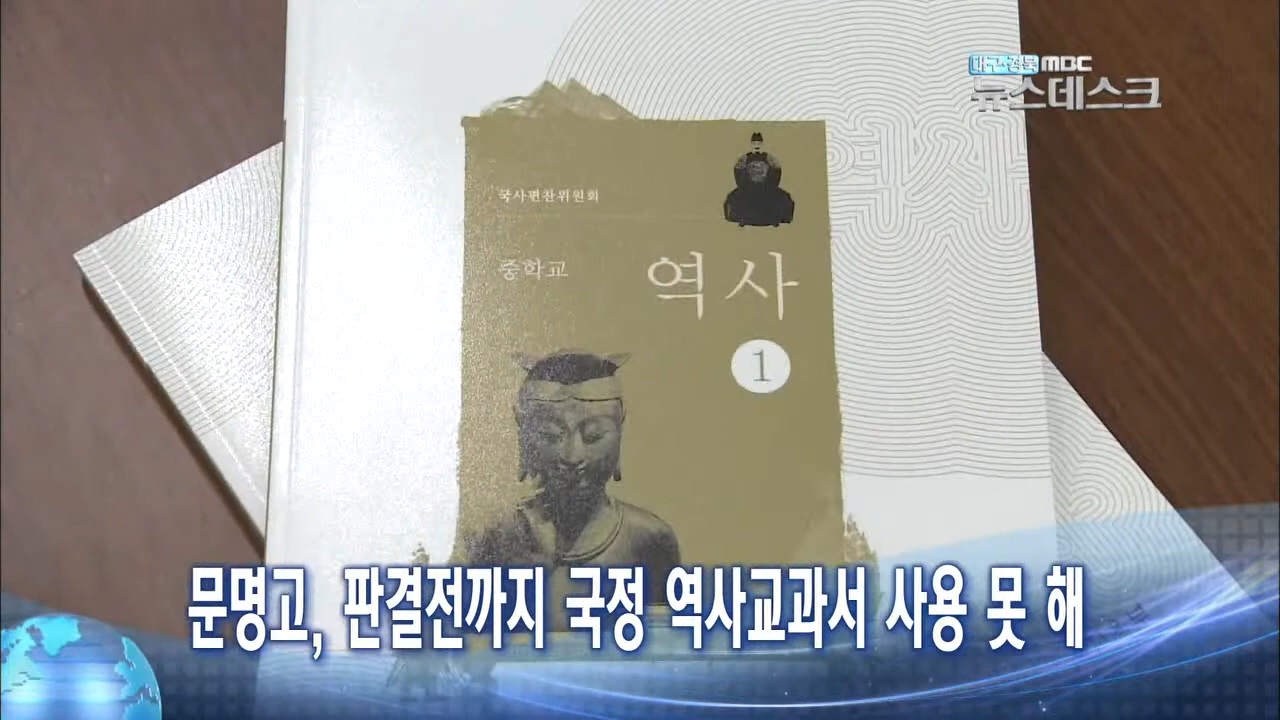 대구·경북 MBC
뉴스데스크
역사
국사편찬위원회
중학교
역사
1
문명고, 판결전까지 국정 역사교과서 사용 못 해